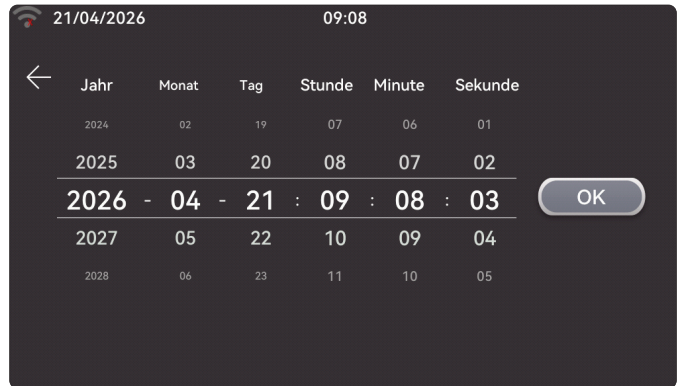 21/04/2026 09:08
Jahr Monat Tag Stunde Minute Sekunde
2024 02 19 07 06 01
2025 03 20 08 07 02
2026 - 04 - 21 : 09 : 08 : 03 OK
2027 05 22 10 09 04
2028 06 23 11 10 05